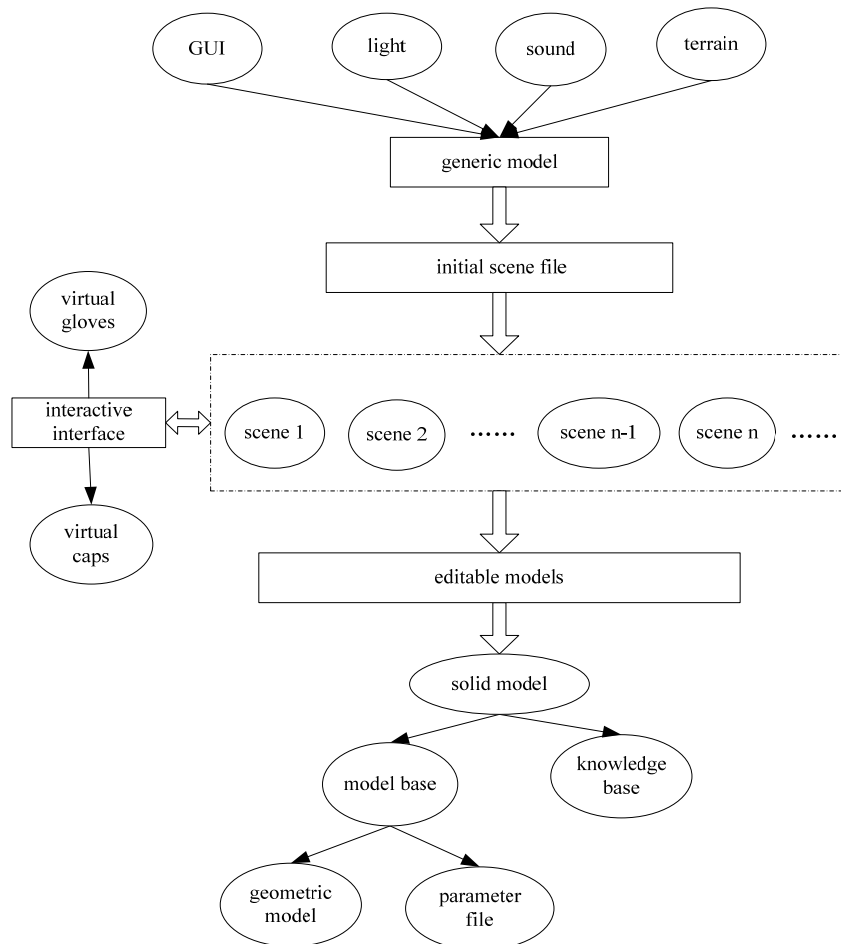 GUI
light
sound
terrain
generic model
initial scene file
virtual
gloves
interactive
interface
scene 1
scene 2
......
scene n-1
scene n
......
virtual
caps
editable models
solid model
model base
knowledge
base
geometric
model
parameter
file